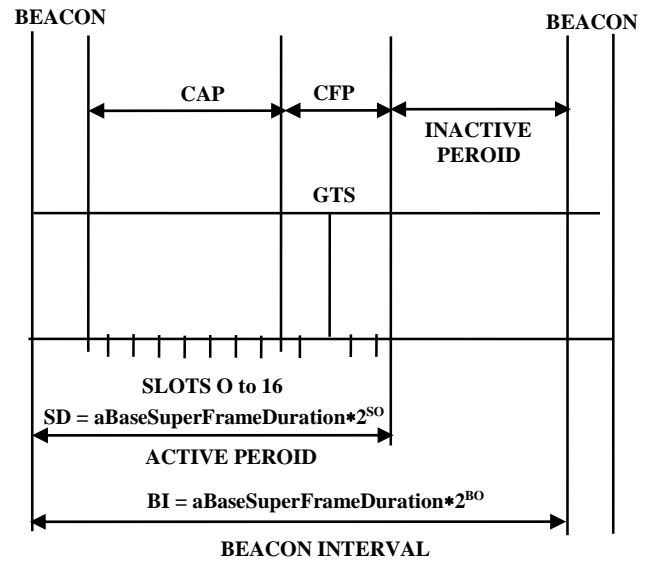 BEACON
BEACON
CAP
CFP
INACTIVE
PEROID
GTS
SLOTS O to 16
SD = aBaseSuperFrameDuration*2^SO
ACTIVE PEROID
BI = aBaseSuperFrameDuration*2^BO
BEACON INTERVAL